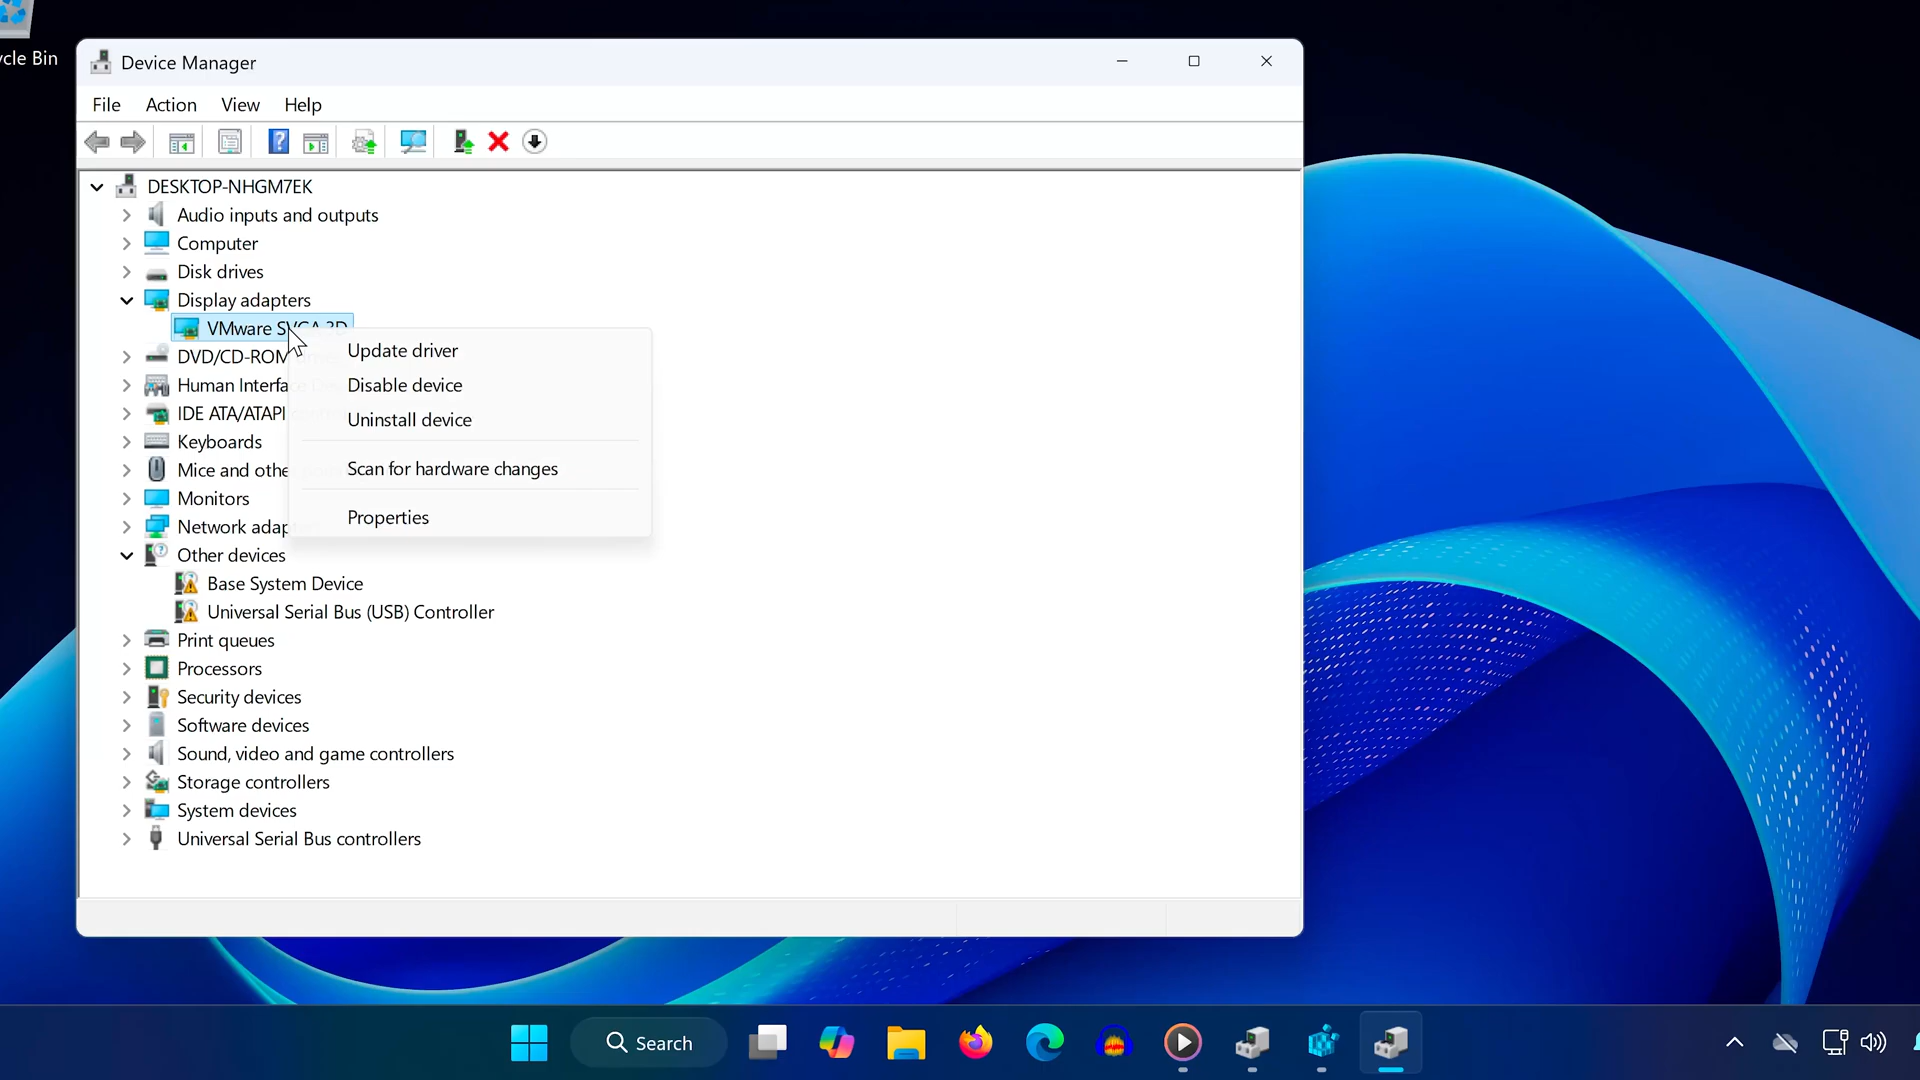 cle Bin
Device Manager
File Action View Help
DESKTOP-NHGM7EK
Audio inputs and outputs
Computer
Disk drives
Display adapters
VMware SVGA 3D
Update driver
DVD/CD-ROM
Disable device
Human Interface
Uninstall device
IDE ATA/ATAPI
Keyboards
Scan for hardware changes
Mice and othe
Monitors
Properties
Network adap
Other devices
Base System Device
Universal Serial Bus (USB) Controller
Print queues
Processors
Security devices
Software devices
Sound, video and game controllers
Storage controllers
System devices
Universal Serial Bus controllers
Search